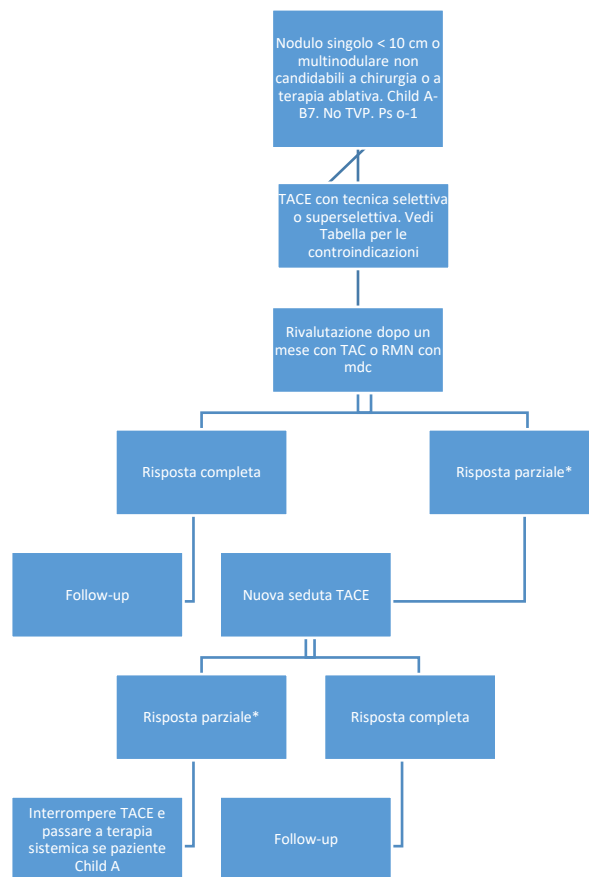 Nodulo singolo < 10 cm o
multinodulare non
candidabili a chirurgia o a
terapia ablativa. Child A-
B7. No TVP. Ps o-1
TACE con tecnica selettiva
o superselettiva. Vedi
Tabella per le
controindicazioni
Rivalutazione dopo un
mese con TAC o RMN con
mdc
Risposta completa
Risposta parziale*
Follow-up
Nuova seduta TACE
Risposta parziale*
Risposta completa
Interrompere TACE e
passare a terapia
sistemica se paziente
Child A
Follow-up